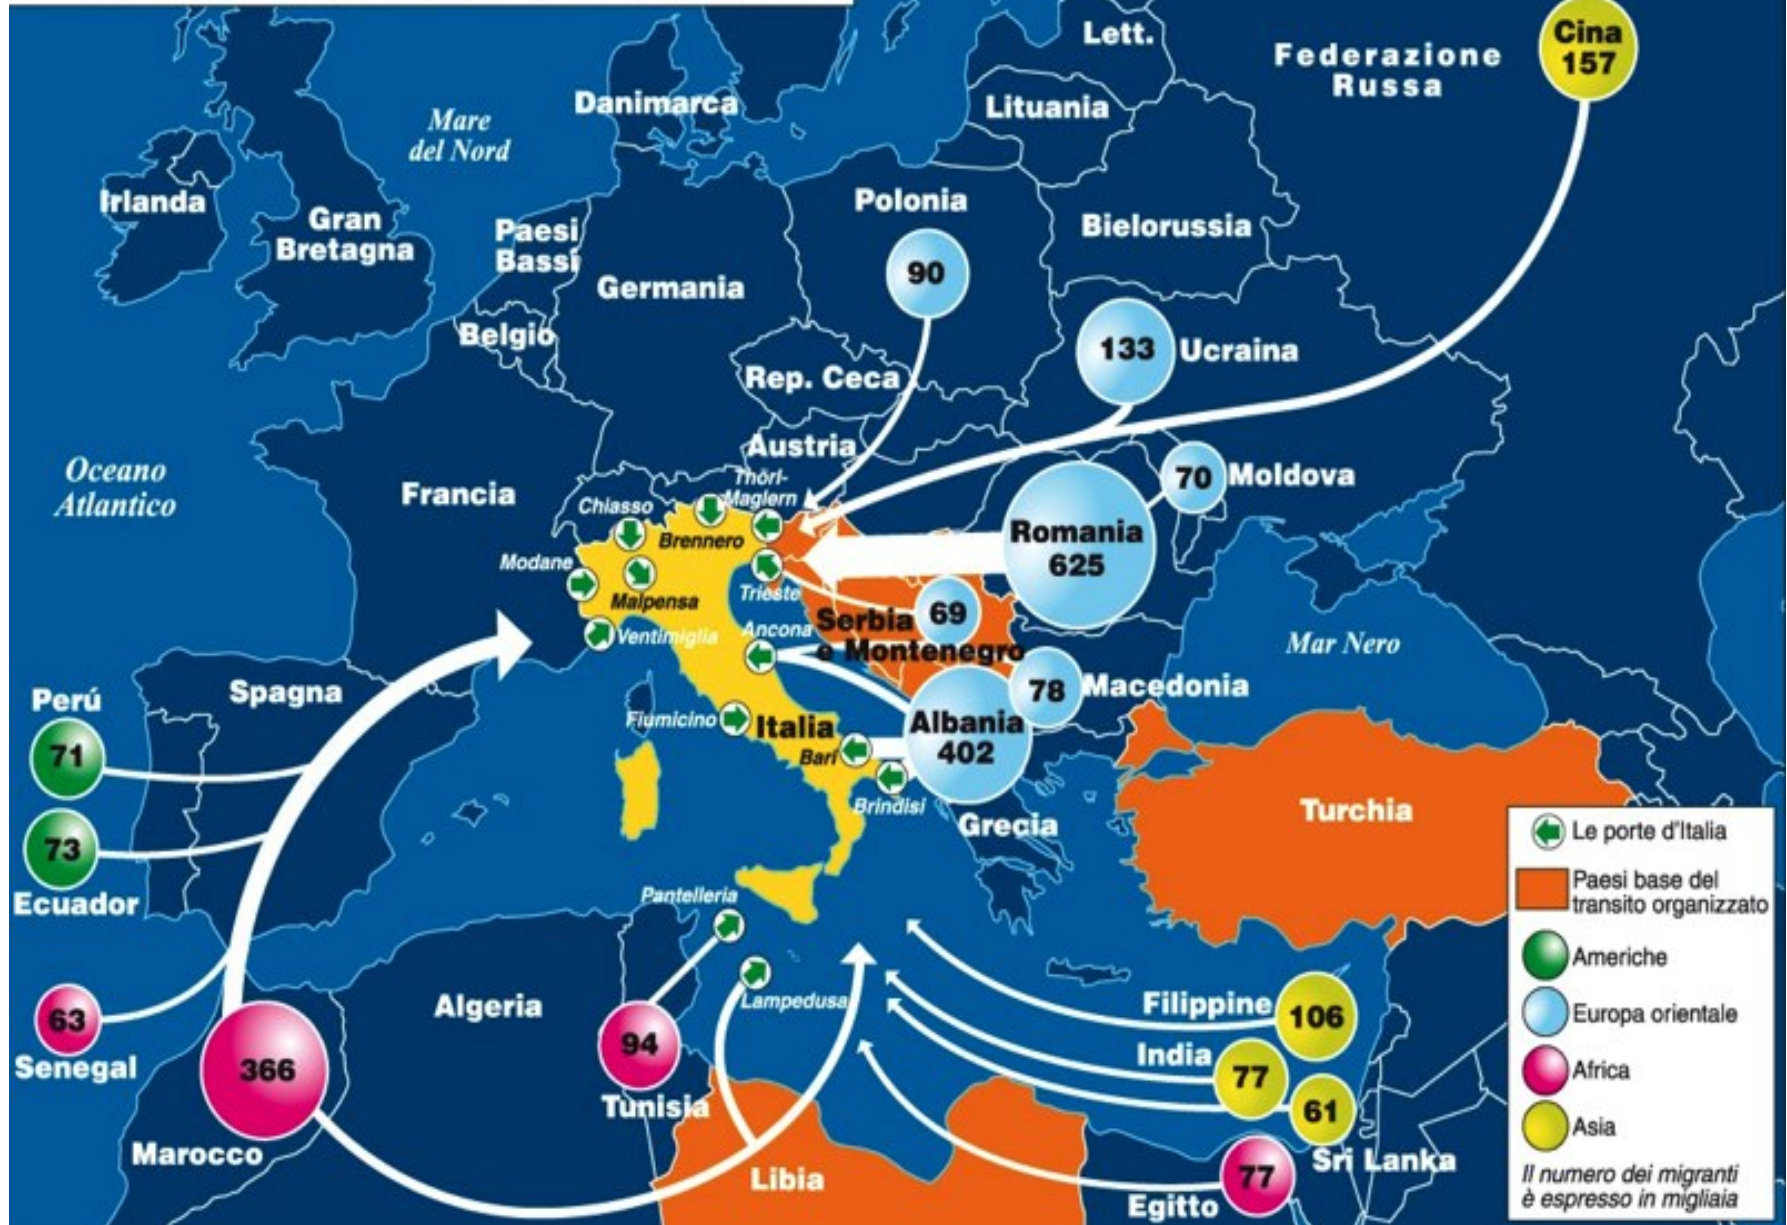 Lett.
Federazione
Russa
Cina
157
Danimarca
Lituania
Mare
del Nord
Irlanda
Gran
Bretagna
Paesi
Bassi
Polonia
90
Bielorussia
Germania
Belgio
133
Ucraina
Rep. Ceca
Austria
Oceano
Atlantico
Francia
Chiasso
Thörl-
Maglern
70
Moldova
Brennero
Romania
625
Modane
Malpensa
Trieste
69
Serbia
e Montenegro
Ventimiglia
Ancona
Mar Nero
Perú
71
Spagna
78
Macedonia
Fiumicino
Italia
Albania
402
Bari
Brindisi
73
Ecuador
Grecia
Turchia
Pantelleria
Lampedusa
63
Senegal
Algeria
94
Tunisia
366
Marocco
Libia
Filippine
106
India
77
61
Sri Lanka
77
Egitto
Le porte d'Italia
Paesi base del
transito organizzato
Americhe
Europa orientale
Africa
Asia
Il numero dei migranti
è espresso in migliaia